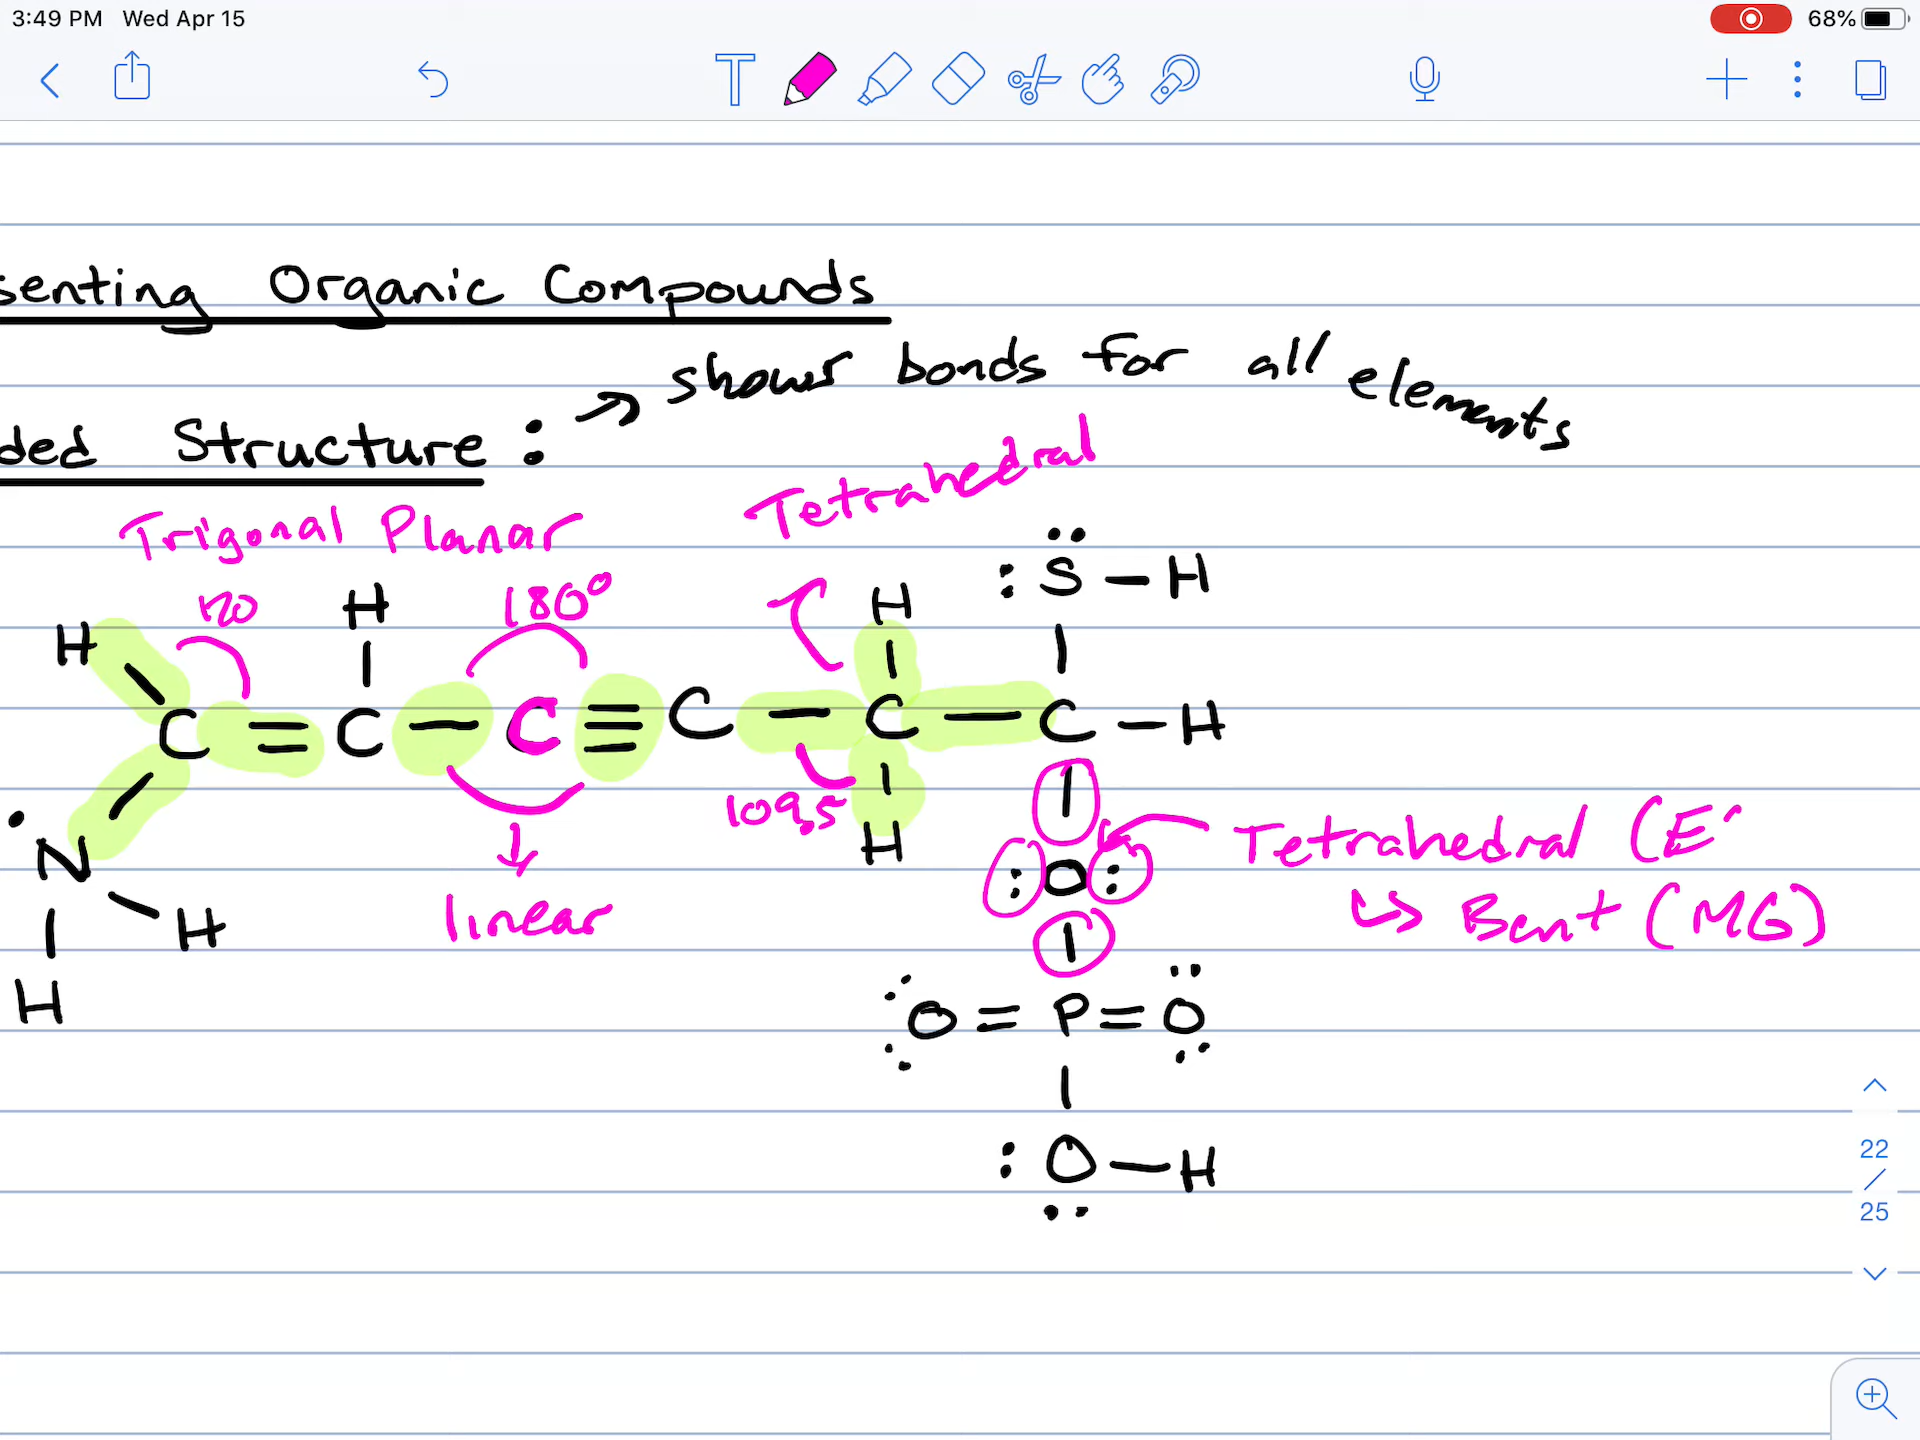 3:49 PM Wed Apr 15
68%
senting Organic Compounds
shows bonds for all elements
ded Structure :
Tetrahedral
Trigonal Planar
120
180°
H
H
H
:S - H
H
C = C - C ≡ C - C - C - H
109.5
H
N
H
H
linear
:O:
Tetrahedral (E
↳ Bent (MG)
O = P = O
:O - H
22
/
25